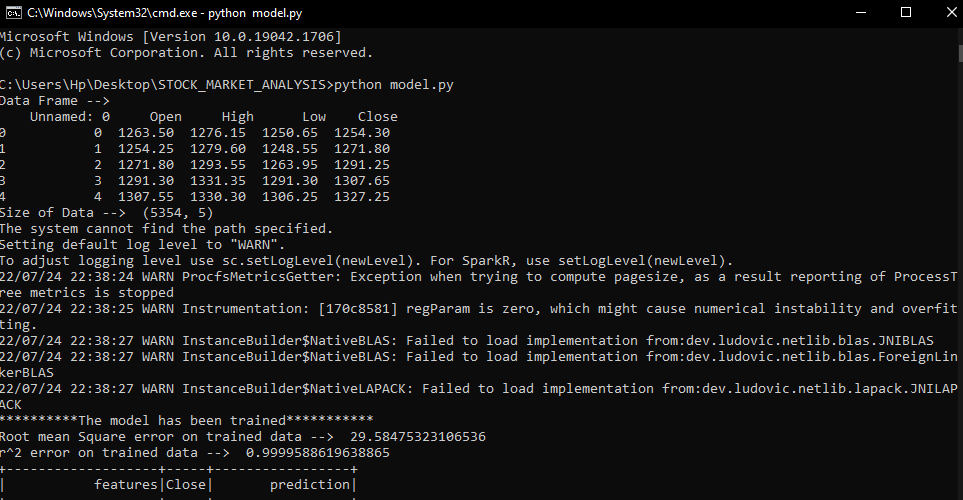 C:\Windows\System32\cmd.exe - python  model.py
Microsoft Windows [Version 10.0.19042.1706]
(c) Microsoft Corporation. All rights reserved.
C:\Users\Hp\Desktop\STOCK_MARKET_ANALYSIS>python model.py
Data Frame -->
   Unnamed: 0     Open     High      Low    Close
0           0  1263.50  1276.15  1250.65  1254.30
1           1  1254.25  1279.60  1248.55  1271.80
2           2  1271.80  1293.55  1263.95  1291.25
3           3  1291.30  1331.35  1291.30  1307.65
4           4  1307.55  1330.30  1306.25  1327.25
Size of Data -->  (5354, 5)
The system cannot find the path specified.
Setting default log level to "WARN".
To adjust logging level use sc.setLogLevel(newLevel). For SparkR, use setLogLevel(newLevel).
22/07/24 22:38:24 WARN ProcfsMetricsGetter: Exception when trying to compute pagesize, as a result reporting of ProcessT
ree metrics is stopped
22/07/24 22:38:25 WARN Instrumentation: [170c8581] regParam is zero, which might cause numerical instability and overfit
ting.
22/07/24 22:38:27 WARN InstanceBuilder$NativeBLAS: Failed to load implementation from:dev.ludovic.netlib.blas.JNIBLAS
22/07/24 22:38:27 WARN InstanceBuilder$NativeBLAS: Failed to load implementation from:dev.ludovic.netlib.blas.ForeignLin
kerBLAS
22/07/24 22:38:27 WARN InstanceBuilder$NativeLAPACK: Failed to load implementation from:dev.ludovic.netlib.lapack.JNILAP
ACK
**********The model has been trained***********
Root mean Square error on trained data -->  29.58475323106536
r^2 error on trained data -->  0.9999588619638865
+-------------------+-----+-----------------+
|           features|Close|       prediction|